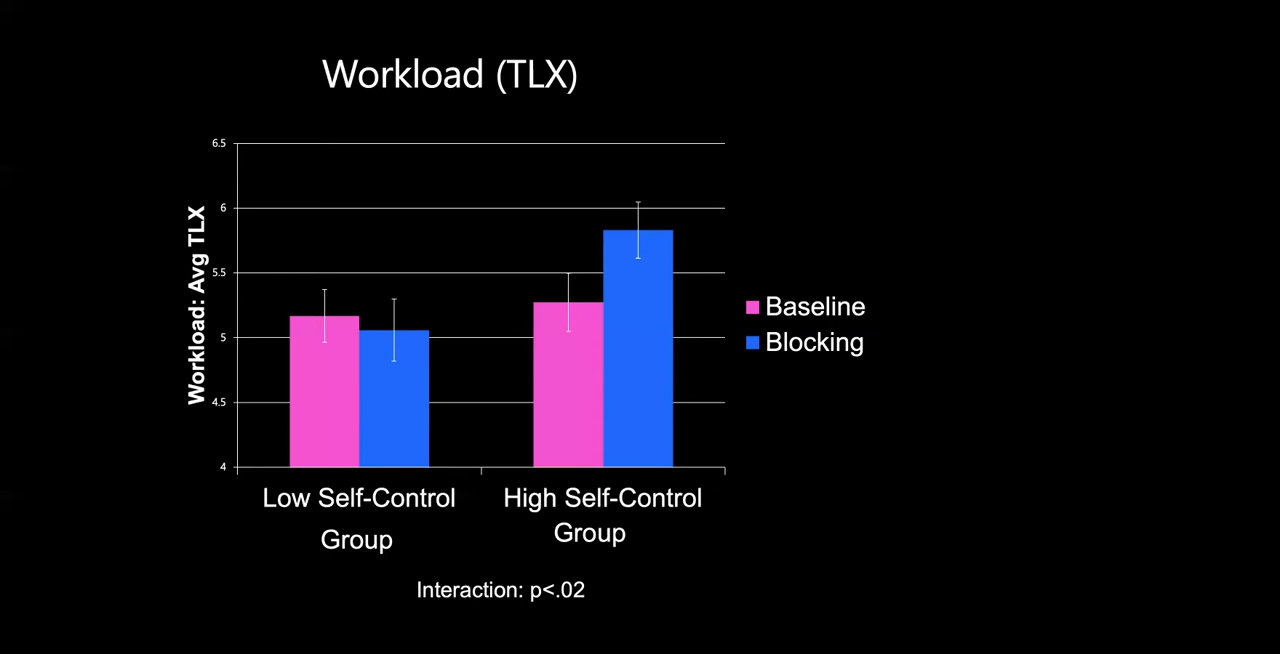 Workload (TLX)
6.5
6
5.5
5
4.5
4
Workload: Avg TLX
Low Self-Control
Group
High Self-Control
Group
Baseline
Blocking
Interaction: p<.02